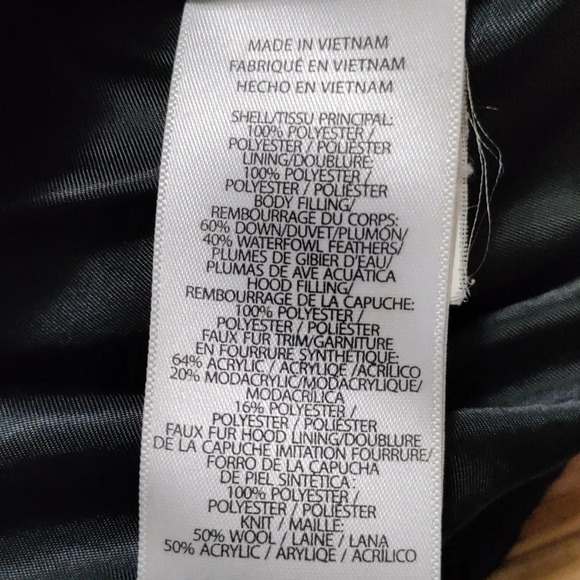 MADE IN VIETNAM
FABRIQUÉ EN VIETNAM
HECHO EN VIETNAM
SHELL/TISSU PRINCIPAL:
100% POLYESTER /
POLYESTER / POLIÉSTER
LINING/DOUBLURE:
100% POLYESTER /
POLYESTER / POLIÉSTER
BODY FILLING/
REMBOURRAGE DU CORPS:
60% DOWN/DUVET/PLUMÓN/
40% WATERFOWL FEATHERS/
PLUMES DE GIBIER D'EAU/
PLUMAS DE AVE ACUÁTICA
HOOD FILLING/
REMBOURRAGE DE LA CAPUCHE:
100% POLYESTER /
POLYESTER / POLIÉSTER
FAUX FUR TRIM/GARNITURE
EN FOURRURE SYNTHÉTIQUE:
64% ACRYLIC / ACRYLIQE /ACRÍLICO
20% MODACRYLIC/MODACRYLIQUE/
MODACRÍLICA
16% POLYESTER /
POLYESTER / POLIÉSTER
FAUX FUR HOOD LINING/DOUBLURE
DE LA CAPUCHE IMITATION FOURRURE/
FORRO DE LA CAPUCHA
DE PIEL SINTÉTICA:
100% POLYESTER /
POLYESTER / POLIÉSTER
KNIT / MAILLE:
50% WOOL / LAINE / LANA
50% ACRYLIC / ARYLIQE / ACRÍLICO